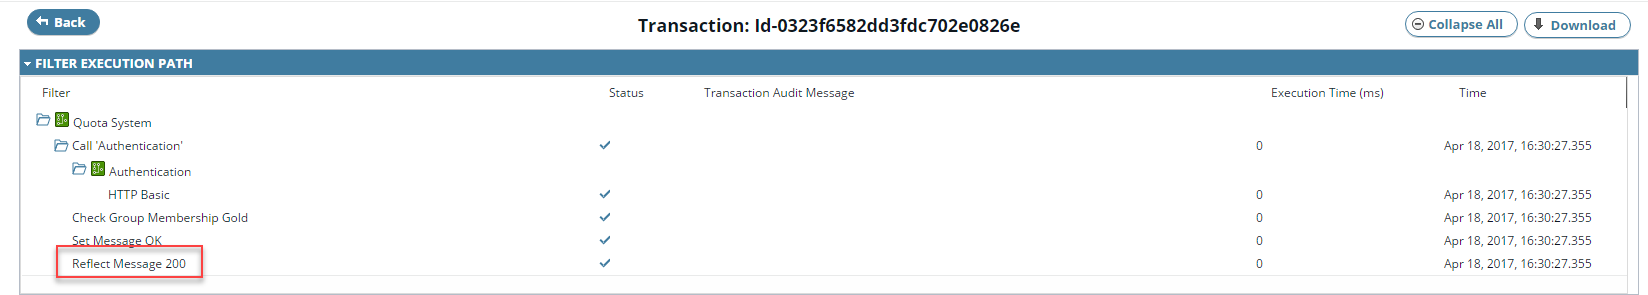 Back
Transaction: Id-0323f6582dd3fdc702e0826e
Collapse All
Download
FILTER EXECUTION PATH
Filter Status Transaction Audit Message Execution Time (ms) Time
Quota System
Call 'Authentication' 0 Apr 18, 2017, 16:30:27.355
Authentication
HTTP Basic 0 Apr 18, 2017, 16:30:27.355
Check Group Membership Gold 0 Apr 18, 2017, 16:30:27.355
Set Message OK 0 Apr 18, 2017, 16:30:27.355
Reflect Message 200 0 Apr 18, 2017, 16:30:27.355